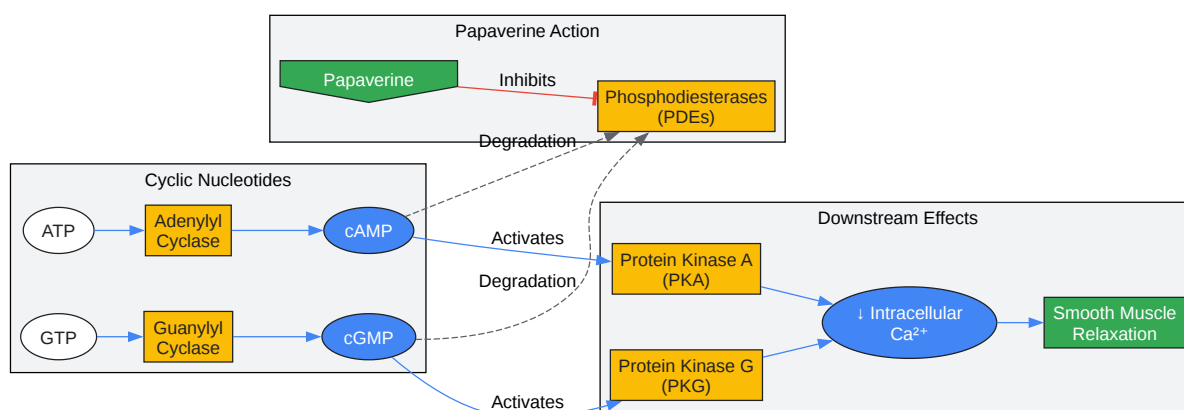 Papaverine Action
Papaverine
Inhibits
Phosphodiesterases
(PDEs)
Degradation
Cyclic Nucleotides
ATP
Adenylyl
Cyclase
cAMP
Activates
Degradation
GTP
Guanylyl
Cyclase
cGMP
Activates
Downstream Effects
Protein Kinase A
(PKA)
↓ Intracellular
Ca²⁺
Smooth Muscle
Relaxation
Protein Kinase G
(PKG)